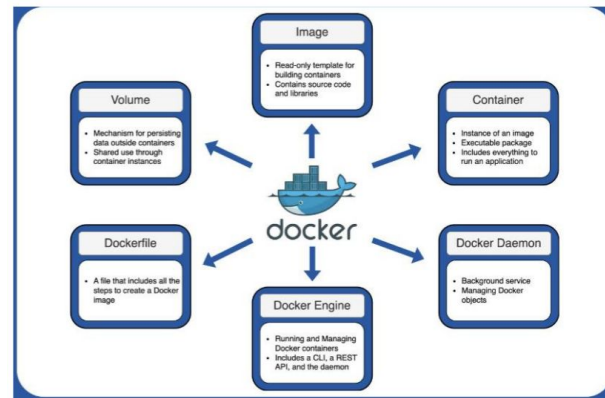 Image
• Read-only template for
building containers
• Contains source code
and libraries
Volume
• Mechanism for persisting
data outside containers
• Shared use through
container instances
Container
• Instance of an image
• Executable package
• Includes everything to
run an application
docker
Dockerfile
• A file that includes all the
steps to create a Docker
image
Docker Daemon
• Background service
• Managing Docker
objects
Docker Engine
• Running and Managing
Docker containers
• Includes a CLI, a REST
API, and the daemon